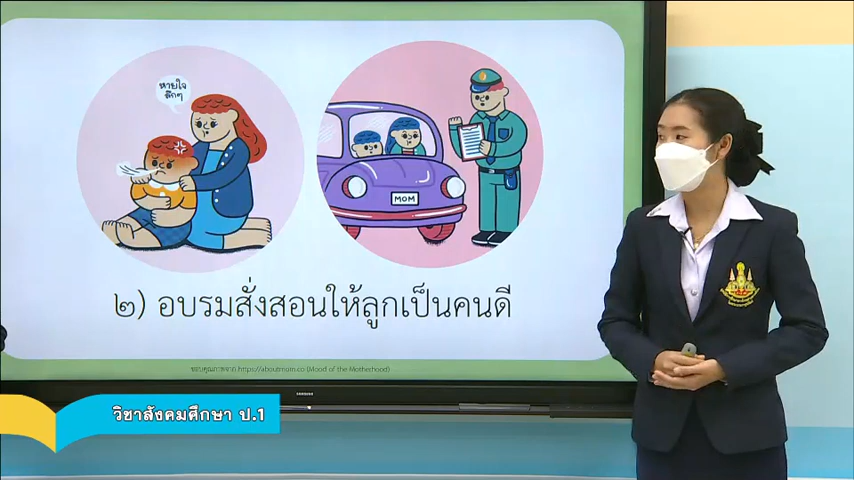 หายใจ
ลึกๆ
MOM
๒) อบรมสั่งสอนให้ลูกเป็นคนดี
ขอบคุณภาพจาก https://aboutmom.co (Mood of the Motherhood)
SAMSUNG
วิชาสังคมศึกษา ป.1